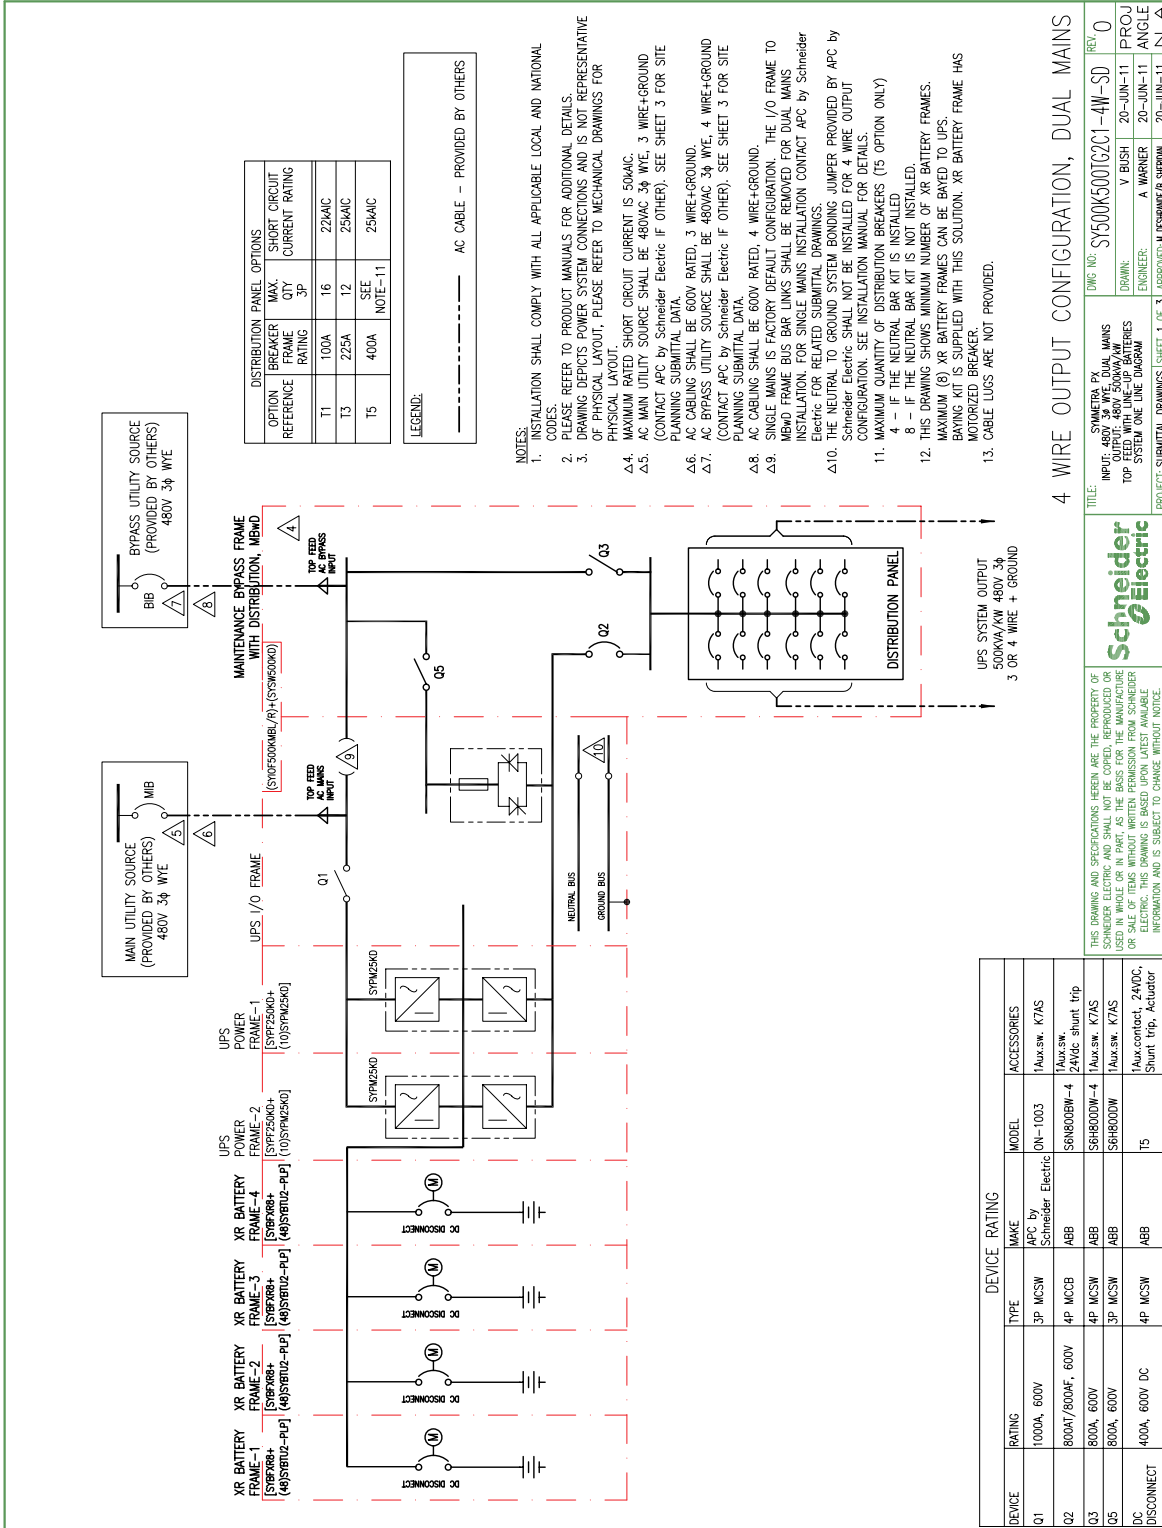 XR BATTERY
FRAME-1
[SYBFXR8+
(48)SYBTU2-PLP]
XR BATTERY
FRAME-2
[SYBFXR8+
(48)SYBTU2-PLP]
XR BATTERY
FRAME-3
[SYBFXR8+
(48)SYBTU2-PLP]
XR BATTERY
FRAME-4
[SYBFXR8+
(48)SYBTU2-PLP]
UPS
POWER
FRAME-2
[SYPF250KD+
(10)SYPM25KD]
UPS
POWER
FRAME-1
[SYPF250KD+
(10)SYPM25KD]
UPS I/O FRAME
(SYIOF500KMBL/R)+(SYSW500KD)
MAINTENANCE BYPASS FRAME
WITH DISTRIBUTION, MBwD
4
MAIN UTILITY SOURCE
(PROVIDED BY OTHERS)
480V 3ϕ WYE
MIB
5
6
BYPASS UTILITY SOURCE
(PROVIDED BY OTHERS)
480V 3ϕ WYE
BIB
7
8
TOP FEED
AC MAINS
INPUT
TOP FEED
AC BYPASS
INPUT
Q1
9
Q5
Q3
Q2
SYPM25KD
SYPM25KD
M
DC DISCONNECT
M
DC DISCONNECT
M
DC DISCONNECT
M
DC DISCONNECT
NEUTRAL BUS
GROUND BUS
10
DISTRIBUTION PANEL
UPS SYSTEM OUTPUT
500KVA/KW 480V 3ϕ
3 OR 4 WIRE + GROUND
DISTRIBUTION PANEL OPTIONS
OPTION REFERENCE BREAKER FRAME RATING MAX. QTY 3P SHORT CIRCUIT CURRENT RATING
T1 100A 16 22kAIC
T3 225A 12 25kAIC
T5 400A SEE NOTE-11 25kAIC
LEGEND:
AC CABLE - PROVIDED BY OTHERS
NOTES:
1. INSTALLATION SHALL COMPLY WITH ALL APPLICABLE LOCAL AND NATIONAL
CODES.
2. PLEASE REFER TO PRODUCT MANUALS FOR ADDITIONAL DETAILS.
3. DRAWING DEPICTS POWER SYSTEM CONNECTIONS AND IS NOT REPRESENTATIVE
OF PHYSICAL LAYOUT, PLEASE REFER TO MECHANICAL DRAWINGS FOR
PHYSICAL LAYOUT.
△4. MAXIMUM RATED SHORT CIRCUIT CURRENT IS 50kAIC.
△5. AC MAIN UTILITY SOURCE SHALL BE 480VAC 3ϕ WYE, 3 WIRE+GROUND
(CONTACT APC by Schneider Electric IF OTHER). SEE SHEET 3 FOR SITE
PLANNING SUBMITTAL DATA.
△6. AC CABLING SHALL BE 600V RATED, 3 WIRE+GROUND.
△7. AC BYPASS UTILITY SOURCE SHALL BE 480VAC 3ϕ WYE, 4 WIRE+GROUND
(CONTACT APC by Schneider Electric IF OTHER). SEE SHEET 3 FOR SITE
PLANNING SUBMITTAL DATA.
△8. AC CABLING SHALL BE 600V RATED, 4 WIRE+GROUND.
△9. SINGLE MAINS IS FACTORY DEFAULT CONFIGURATION. THE I/O FRAME TO
MBwD FRAME BUS BAR LINKS SHALL BE REMOVED FOR DUAL MAINS
INSTALLATION. FOR SINGLE MAINS INSTALLATION CONTACT APC by Schneider
Electric FOR RELATED SUBMITTAL DRAWINGS.
△10. THE NEUTRAL TO GROUND SYSTEM BONDING JUMPER PROVIDED BY APC by
Schneider Electric SHALL NOT BE INSTALLED FOR 4 WIRE OUTPUT
CONFIGURATION. SEE INSTALLATION MANUAL FOR DETAILS.
11. MAXIMUM QUANTITY OF DISTRIBUTION BREAKERS (T5 OPTION ONLY)
4 - IF THE NEUTRAL BAR KIT IS INSTALLED
8 - IF THE NEUTRAL BAR KIT IS NOT INSTALLED.
12. THIS DRAWING SHOWS MINIMUM NUMBER OF XR BATTERY FRAMES.
MAXIMUM (8) XR BATTERY FRAMES CAN BE BAYED TO UPS.
BAYING KIT IS SUPPLIED WITH THIS SOLUTION. XR BATTERY FRAME HAS
MOTORIZED BREAKER.
13. CABLE LUGS ARE NOT PROVIDED.
4 WIRE OUTPUT CONFIGURATION, DUAL MAINS
DEVICE RATING
DEVICE RATING TYPE MAKE MODEL ACCESSORIES
Q1 1000A, 600V 3P MCSW APC by Schneider Electric ON-1003 1Aux.sw. K7AS
Q2 800AT/800AF, 600V 4P MCCB ABB S6N800BW-4 1Aux.sw. 24Vdc shunt trip
Q3 800A, 600V 4P MCSW ABB S6H800DW-4 1Aux.sw. K7AS
Q5 800A, 600V 3P MCSW ABB S6H800DW 1Aux.sw. K7AS
DC DISCONNECT 400A, 600V DC 4P MCSW ABB T5 1Aux.contact, 24VDC, Shunt trip, Actuator
THIS DRAWING AND SPECIFICATIONS HEREIN ARE THE PROPERTY OF
SCHNEIDER ELECTRIC AND SHALL NOT BE COPIED, REPRODUCED OR
USED IN WHOLE OR IN PART, AS THE BASIS FOR THE MANUFACTURE
OR SALE OF ITEMS WITHOUT WRITTEN PERMISSION FROM SCHNEIDER
ELECTRIC. THIS DRAWING IS BASED UPON LATEST AVAILABLE
INFORMATION AND IS SUBJECT TO CHANGE WITHOUT NOTICE.
Schneider
Electric
TITLE: SYMMETRA PX
INPUT: 480V 3ϕ WYE, DUAL MAINS
OUTPUT: 480V 500kVA/kW
TOP FEED WITH LINE-UP BATTERIES
SYSTEM ONE LINE DIAGRAM
PROJECT: SUBMITTAL DRAWINGS SHEET 1 OF 3
DWG NO: SY500K500TG2C1-4W-SD
REV: 0
DRAWN: V BUSH 20-JUN-11
ENGINEER: A WARNER 20-JUN-11
APPROVED: 20-JUN-11
PROJ
ANGLE